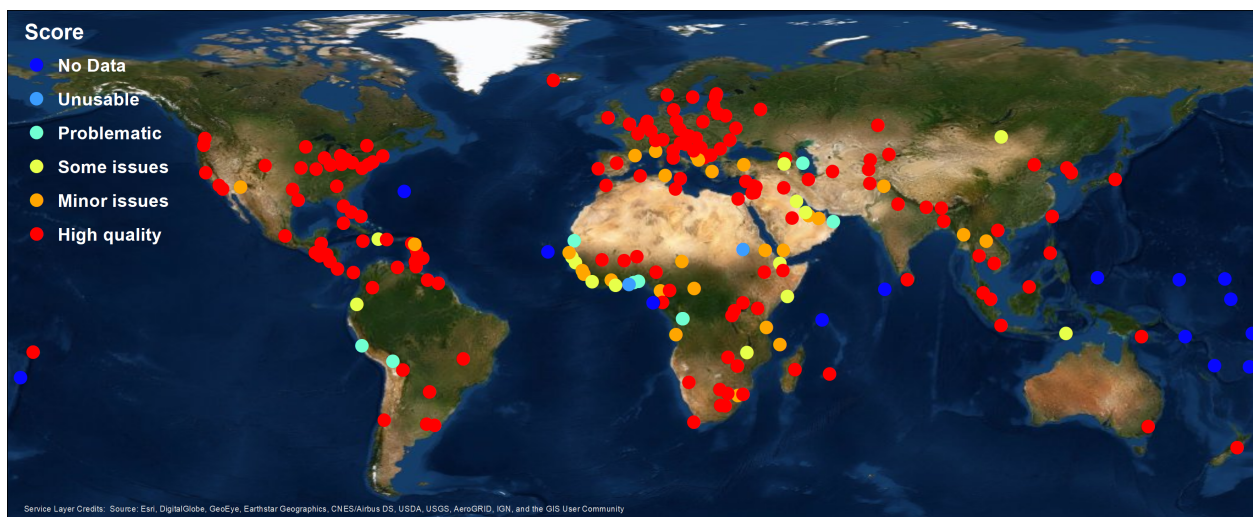 Score
No Data
Unusable
Problematic
Some issues
Minor issues
High quality
Service Layer Credits: Source: Esri, DigitalGlobe, GeoEye, Earthstar Geographics, CNES/Airbus DS, USDA, USGS, AeroGRID, IGN, and the GIS User Community